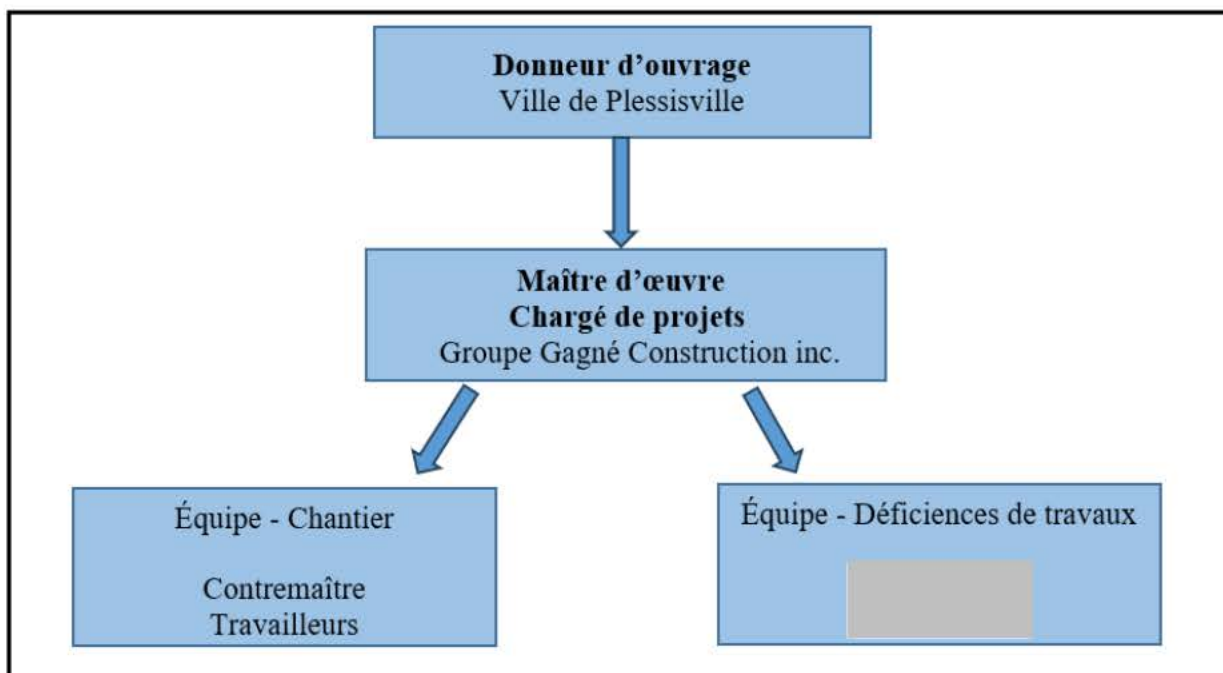 Donneur d’ouvrage
Ville de Plessisville
Maître d’œuvre
Chargé de projets
Groupe Gagné Construction inc.
Équipe - Chantier
Contremaître
Travailleurs
Équipe - Déficiences de travaux